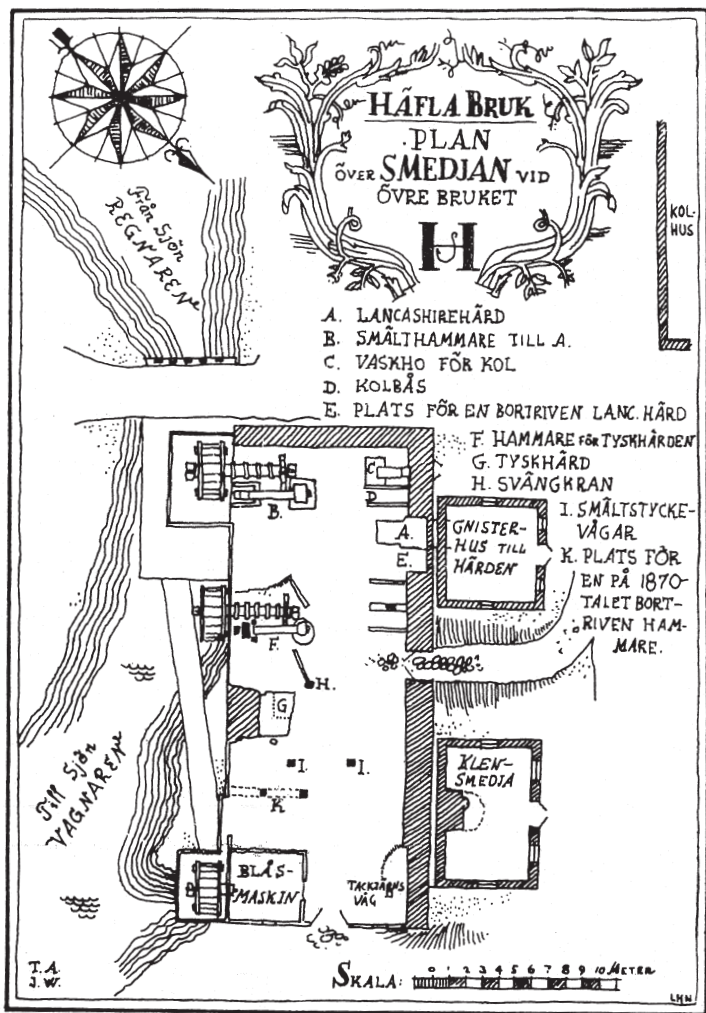 HÄFLA BRUK
PLAN
ÖVER SMEDJAN VID
ÖVRE BRUKET
H
Från Sjön
REGNAREN
KOL-
HUS
A. LANCASHIREHÄRD
B. SMÄLTHAMMARE TILL A.
C. VASKHO FÖR KOL
D. KOLBÅS
E. PLATS FÖR EN BORTRIVEN LANC. HÄRD
F. HAMMARE FÖR TYSKHÄRDEN
G. TYSKHÄRD
H. SVÄNGKRAN
I. SMÄLTSTYCKE-
VÅGAR
K. PLATS FÖR
EN PÅ 1870-
TALET BORT-
RIVEN HAM-
MARE.
C
B.
D
A.
E.
GNISTER-
HUS TILL
HÄRDEN
F.
H.
G
I. I.
K
KLEN-
SMEDJA
Till Sjön
VAGNAREN
BLÅS-
MASKIN
TACKJÄRNS
VÅG
T.A.
J.W.
SKALA: 0 1 2 3 4 5 6 7 8 9 10 METER
LHN